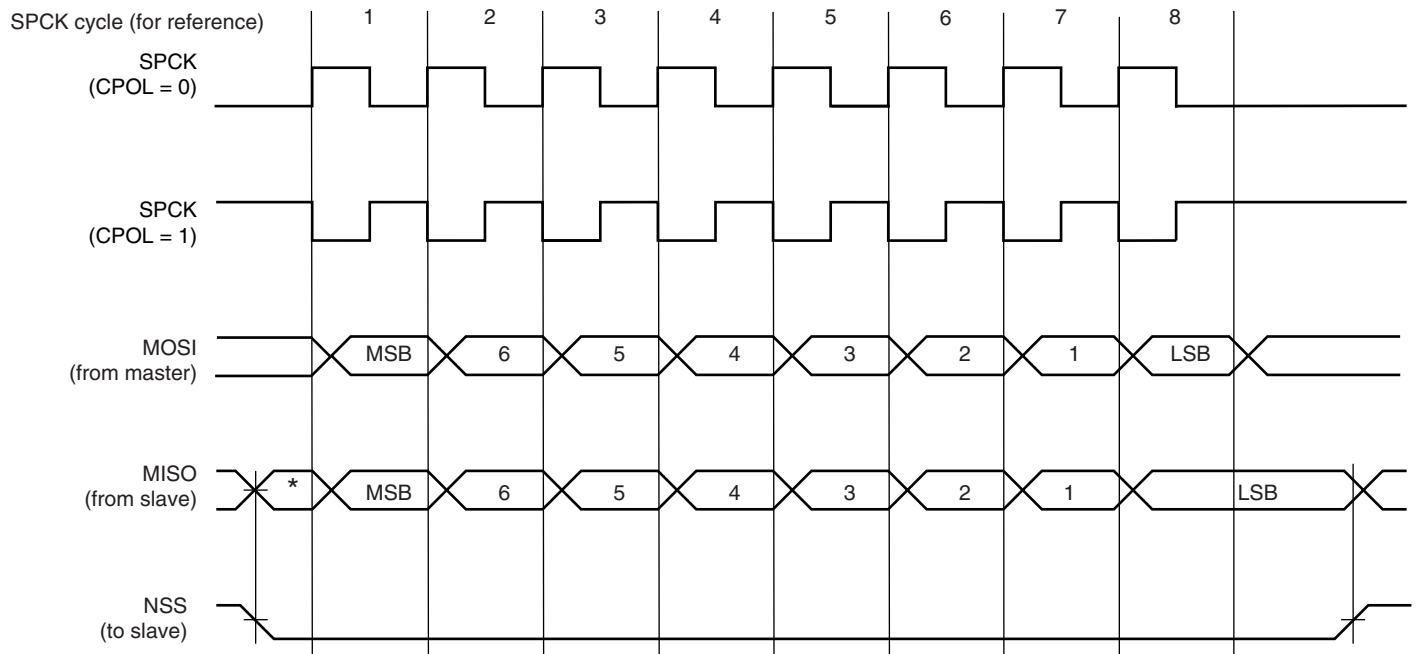 SPCK cycle (for reference) 1 2 3 4 5 6 7 8
SPCK
(CPOL = 0)
SPCK
(CPOL = 1)
MOSI
(from master)
MSB 6 5 4 3 2 1 LSB
MISO
(from slave)
* MSB 6 5 4 3 2 1 LSB
NSS
(to slave)